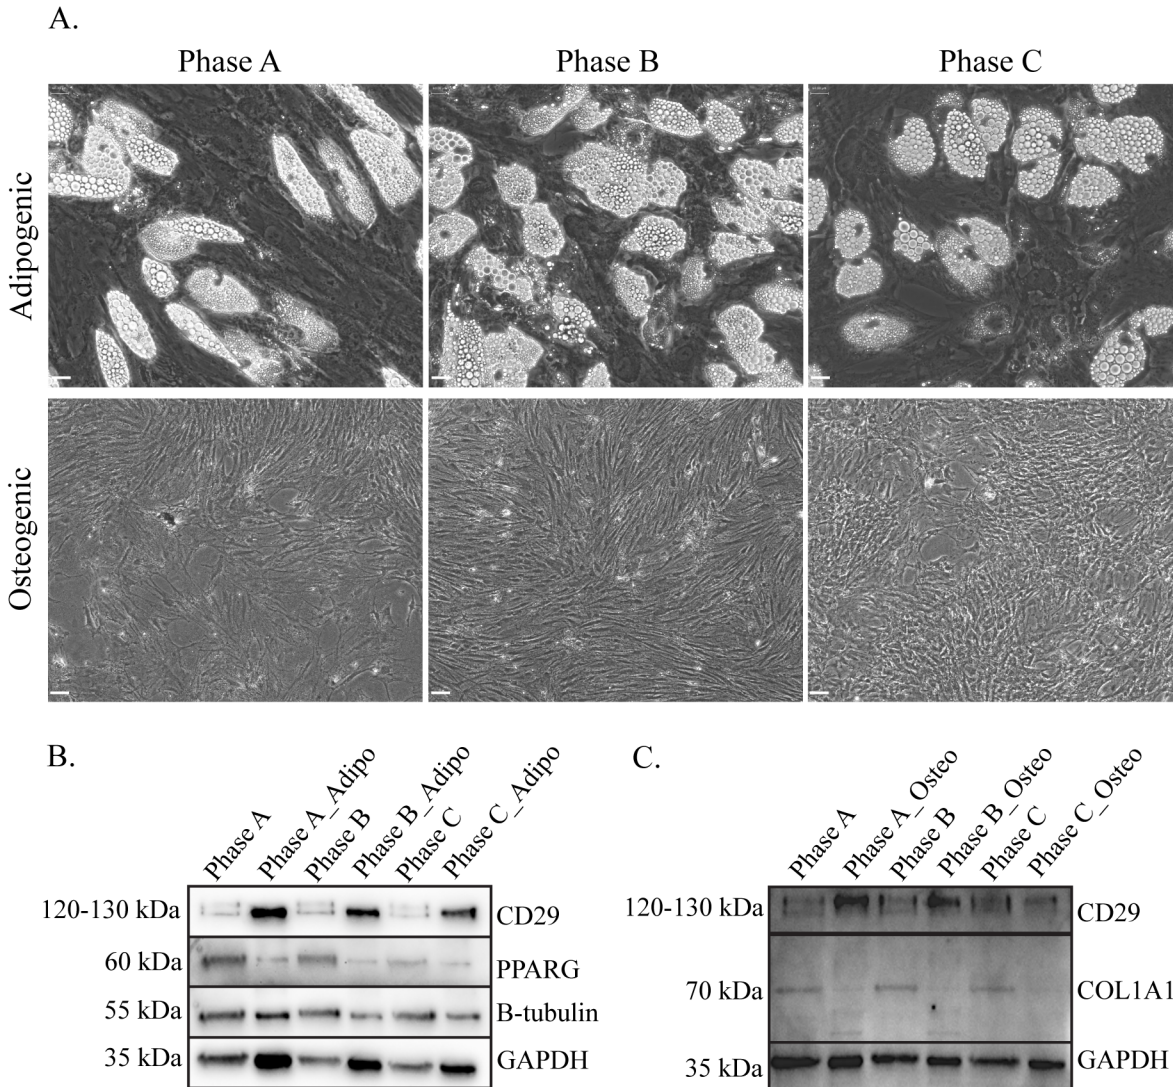 A.
Phase A
Phase B
Phase C
Adipogenic
Osteogenic
B.
Phase A
Phase A_Adipo
Phase B
Phase B_Adipo
Phase C
Phase C_Adipo
120-130 kDa
CD29
60 kDa
PPARG
55 kDa
B-tubulin
35 kDa
GAPDH
C.
Phase A
Phase A_Osteo
Phase B
Phase B_Osteo
Phase C
Phase C_Osteo
120-130 kDa
CD29
70 kDa
COL1A1
35 kDa
GAPDH